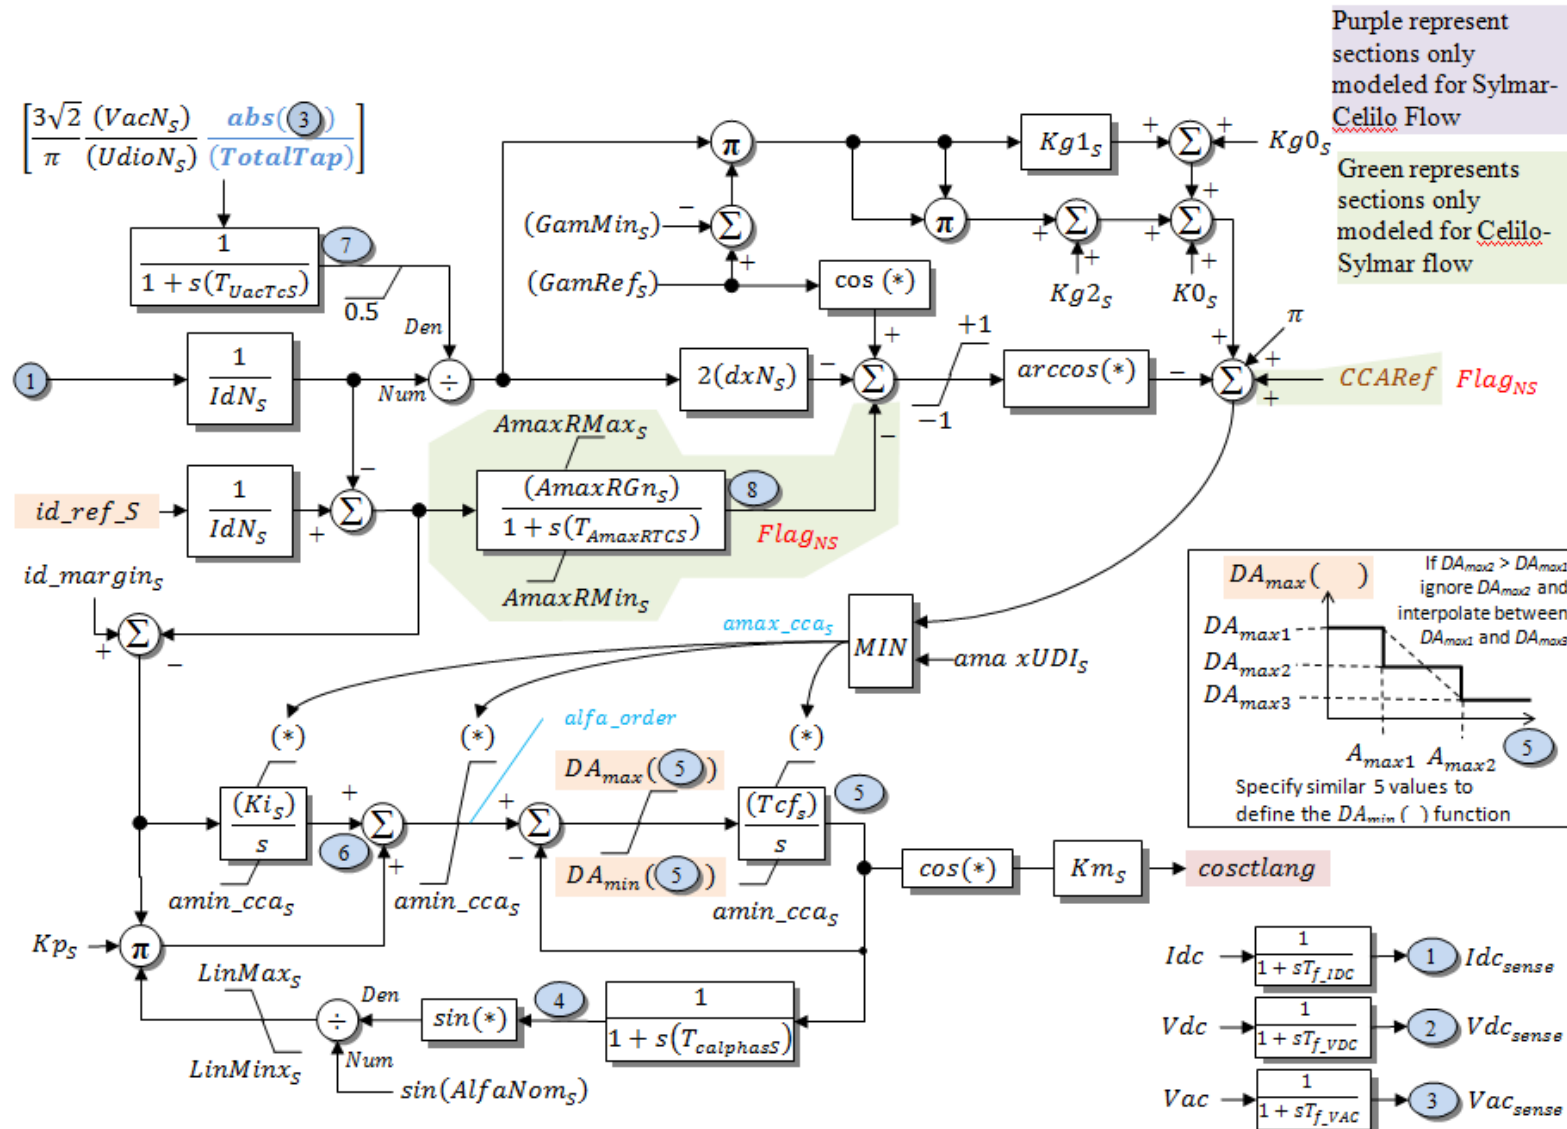 Purple represent
sections only
modeled for Sylmar-
Celilo Flow
Green represents
sections only
modeled for Celilo-
Sylmar flow
[3√2/π (VacN_S)/(UdioN_S) abs(3)/(TotalTap)]
1/(1 + s(T_UacTcS)) 7
0.5
Den
Num
1
1/IdN_S
÷
π
Kg1_S
+ Σ +
Kg0_S
(GamMin_S)
− Σ
+
(GamRef_S)
π
+ Σ
+
Kg2_S
+ Σ
+
+
K0_S
cos (*)
+
2(dxN_S)
− Σ
−
+1
−1
arccos(*)
− Σ
+
+
+
π
CCARef Flag_NS
AmaxRMax_S
(AmaxRGn_S)/(1 + s(T_AmaxRTCS)) 8
Flag_NS
AmaxRMin_S
id_ref_S
1/IdN_S
+ Σ
−
id_margin_S
Σ
+
−
amax_cca_S
MIN
ama xUDI_S
DA_max( )
If DA_max2 > DA_max1
ignore DA_max2 and
interpolate between
DA_max1 and DA_max3
DA_max1
DA_max2
DA_max3
A_max1 A_max2 5
Specify similar 5 values to
define the DA_min ( ) function
(*)
(*)
(*)
alfa_order
DA_max(5)
(Ki_S)/s
6
+ Σ
+
+ Σ
−
(Tcf_S)/s
5
DA_min(5)
amin_cca_S
amin_cca_S
amin_cca_S
cos(*)
Km_S
cosctlang
Kp_S
π
LinMax_S
LinMinx_S
÷
Den
Num
sin(*)
4
1/(1 + s(T_calphasS))
sin(AlfaNom_S)
Idc 1/(1 + sT_f_IDC) 1 Idc_sense
Vdc 1/(1 + sT_f_VDC) 2 Vdc_sense
Vac 1/(1 + sT_f_VAC) 3 Vac_sense